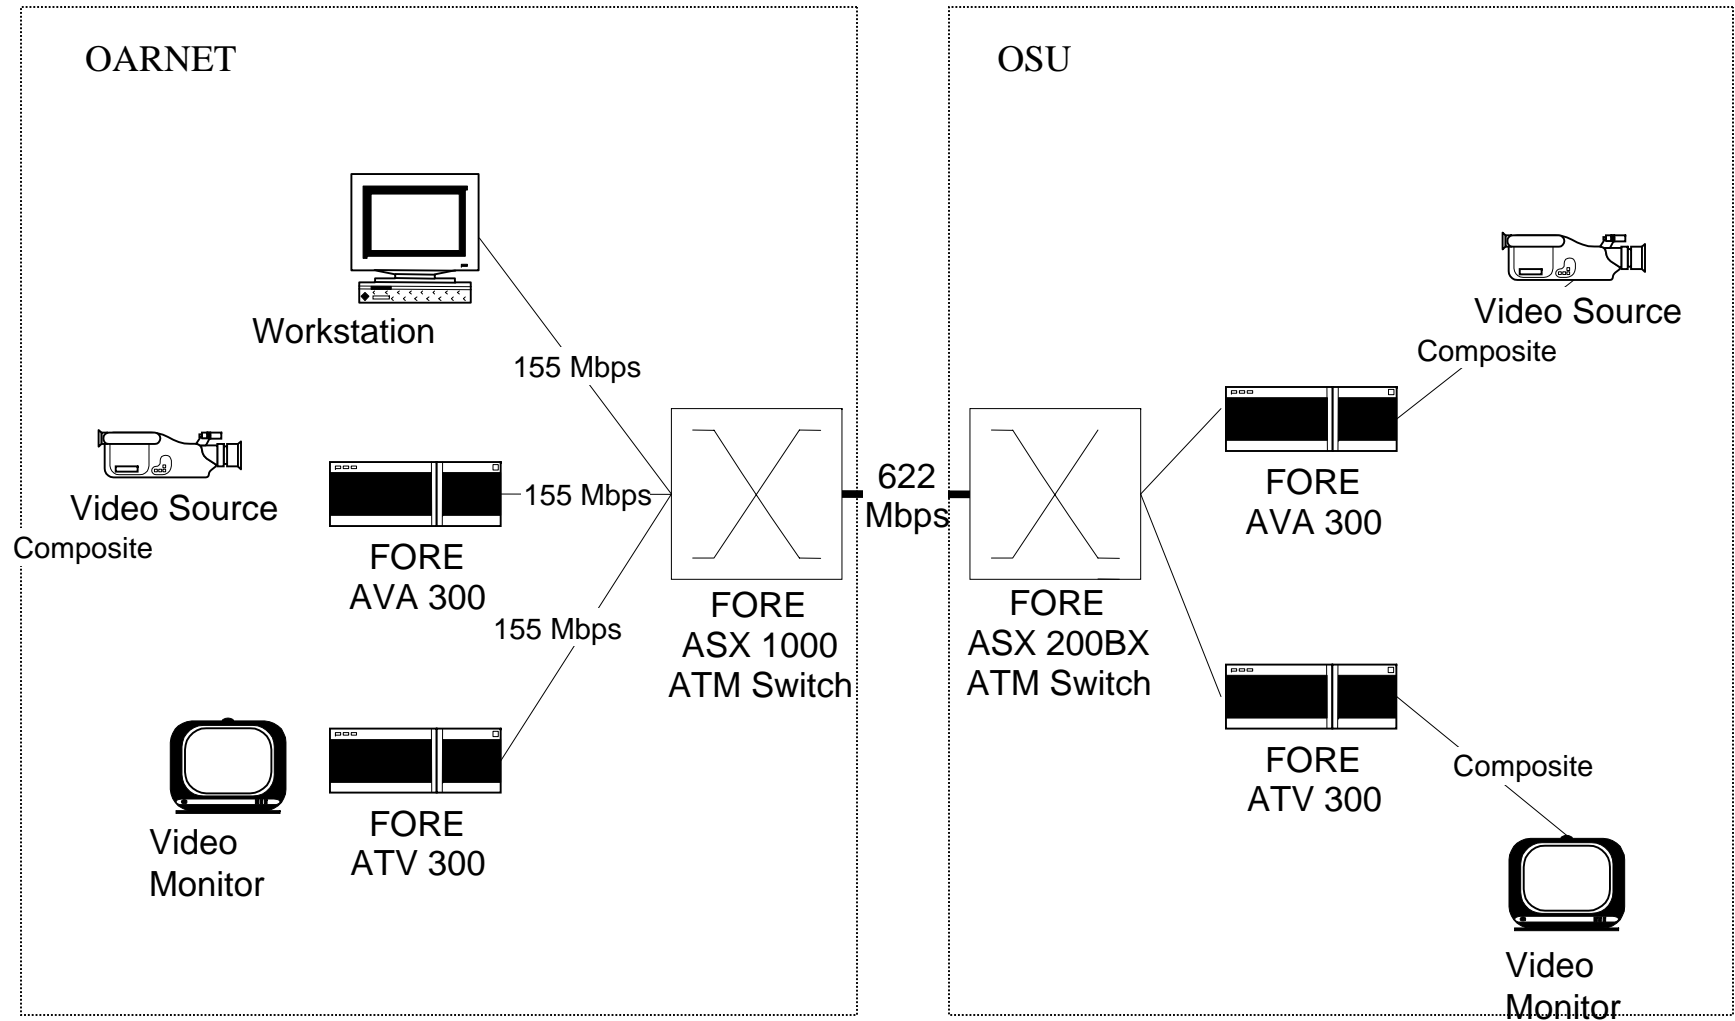 OARNET
Workstation
155 Mbps
Video Source
Composite
155 Mbps
FORE
AVA 300
155 Mbps
FORE
ASX 1000
ATM Switch
Video
Monitor
FORE
ATV 300
622
Mbps
OSU
Video Source
Composite
FORE
AVA 300
FORE
ASX 200BX
ATM Switch
FORE
ATV 300
Composite
Video
Monitor